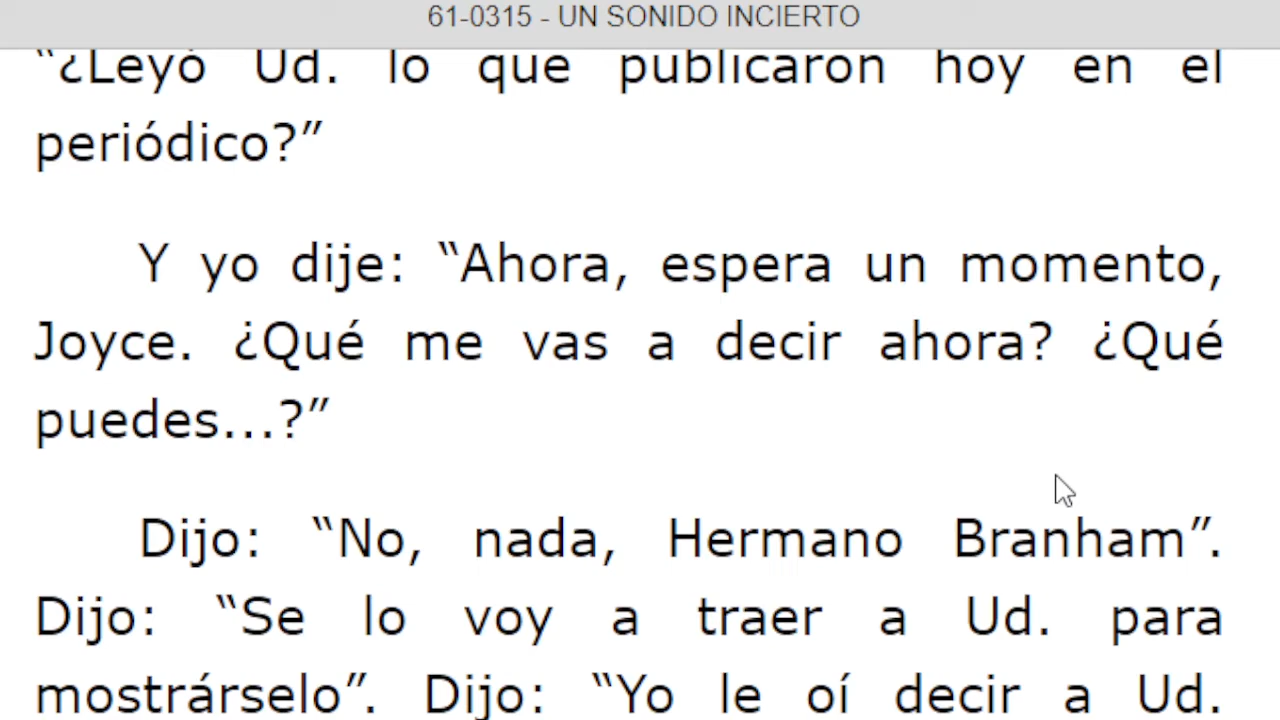 61-0315 - UN SONIDO INCIERTO
“¿Leyó Ud. lo que publicaron hoy en el
periódico?”
Y yo dije: “Ahora, espera un momento,
Joyce. ¿Qué me vas a decir ahora? ¿Qué
puedes...?”
Dijo: “No, nada, Hermano Branham”.
Dijo: “Se lo voy a traer a Ud. para
mostrárselo”. Dijo: “Yo le oí decir a Ud.